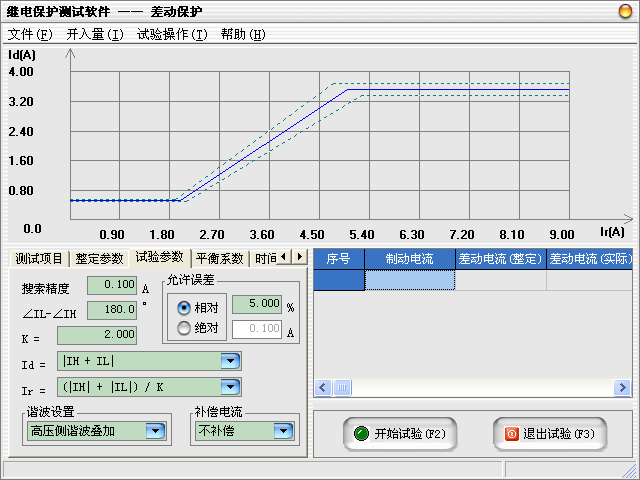 继电保护测试软件 —— 差动保护
文件(F) 开入量(I) 试验操作(T) 帮助(H)
Id(A)
4.00
3.20
2.40
1.60
0.80
0.0
0.90 1.80 2.70 3.60 4.50 5.40 6.30 7.20 8.10 9.00 Ir(A)
测试项目 整定参数 试验参数 平衡系数 时间
搜索精度 0.100 A
∠IL-∠IH 180.0 °
K = 2.000
允许误差
相对 5.000 %
绝对 0.100 A
Id = |IH + IL|
Ir = (|IH| + |IL|) / K
谐波设置
高压侧谐波叠加
补偿电流
不补偿
序号 制动电流 差动电流(整定) 差动电流(实际)
开始试验(F2) 退出试验(F3)